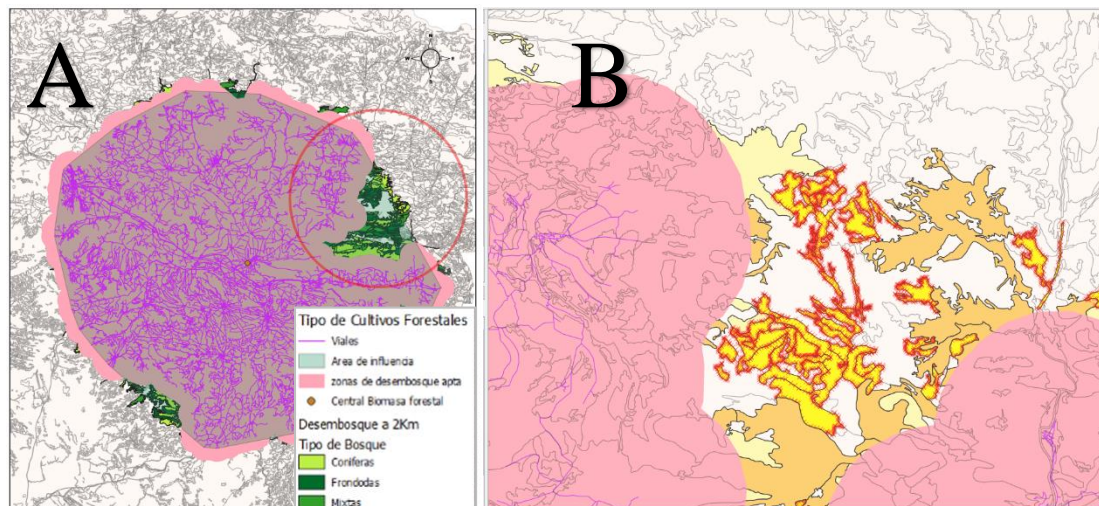 A
B
Tipo de Cultivos Forestales
Viales
Area de influencia
zonas de desembosque apta
Central Biomasa forestal
Desembosque a 2Km
Tipo de Bosque
Coníferas
Frondodas
Mixtas